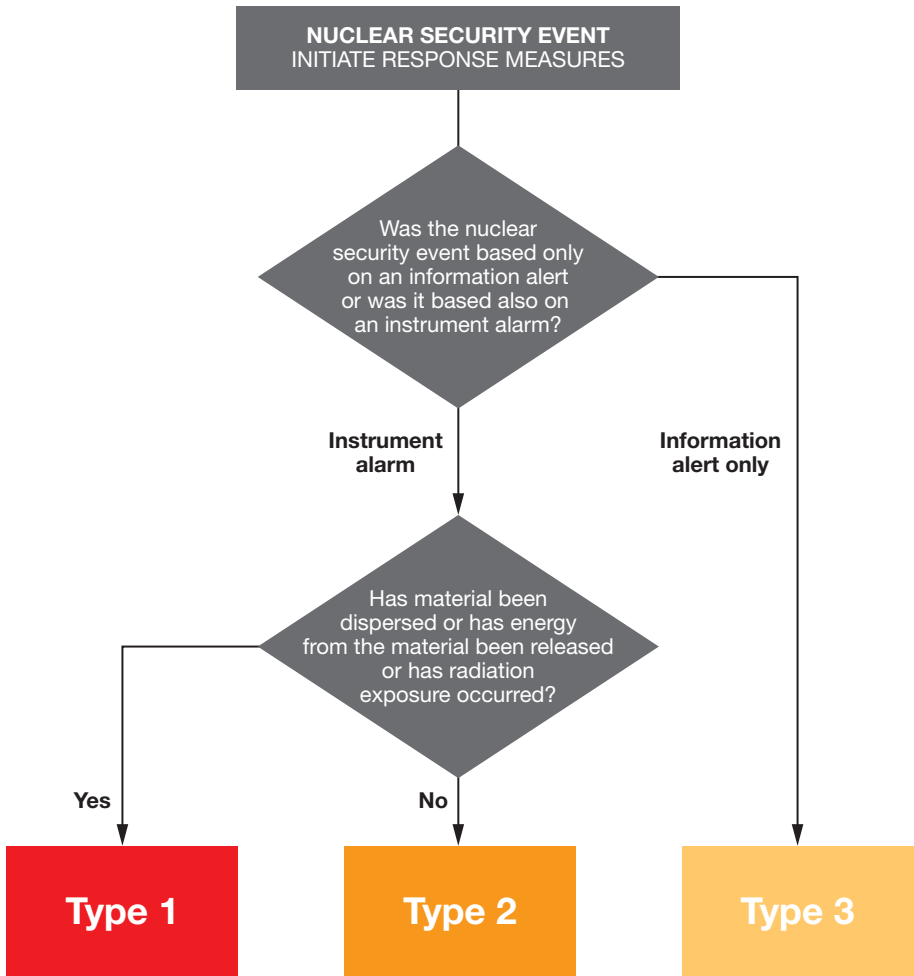 NUCLEAR SECURITY EVENT
INITIATE RESPONSE MEASURES
Was the nuclear
security event based only
on an information alert
or was it based also on
an instrument alarm?
Instrument
alarm
Information
alert only
Has material been
dispersed or has energy
from the material been released
or has radiation
exposure occurred?
Yes
No
Type 1
Type 2
Type 3